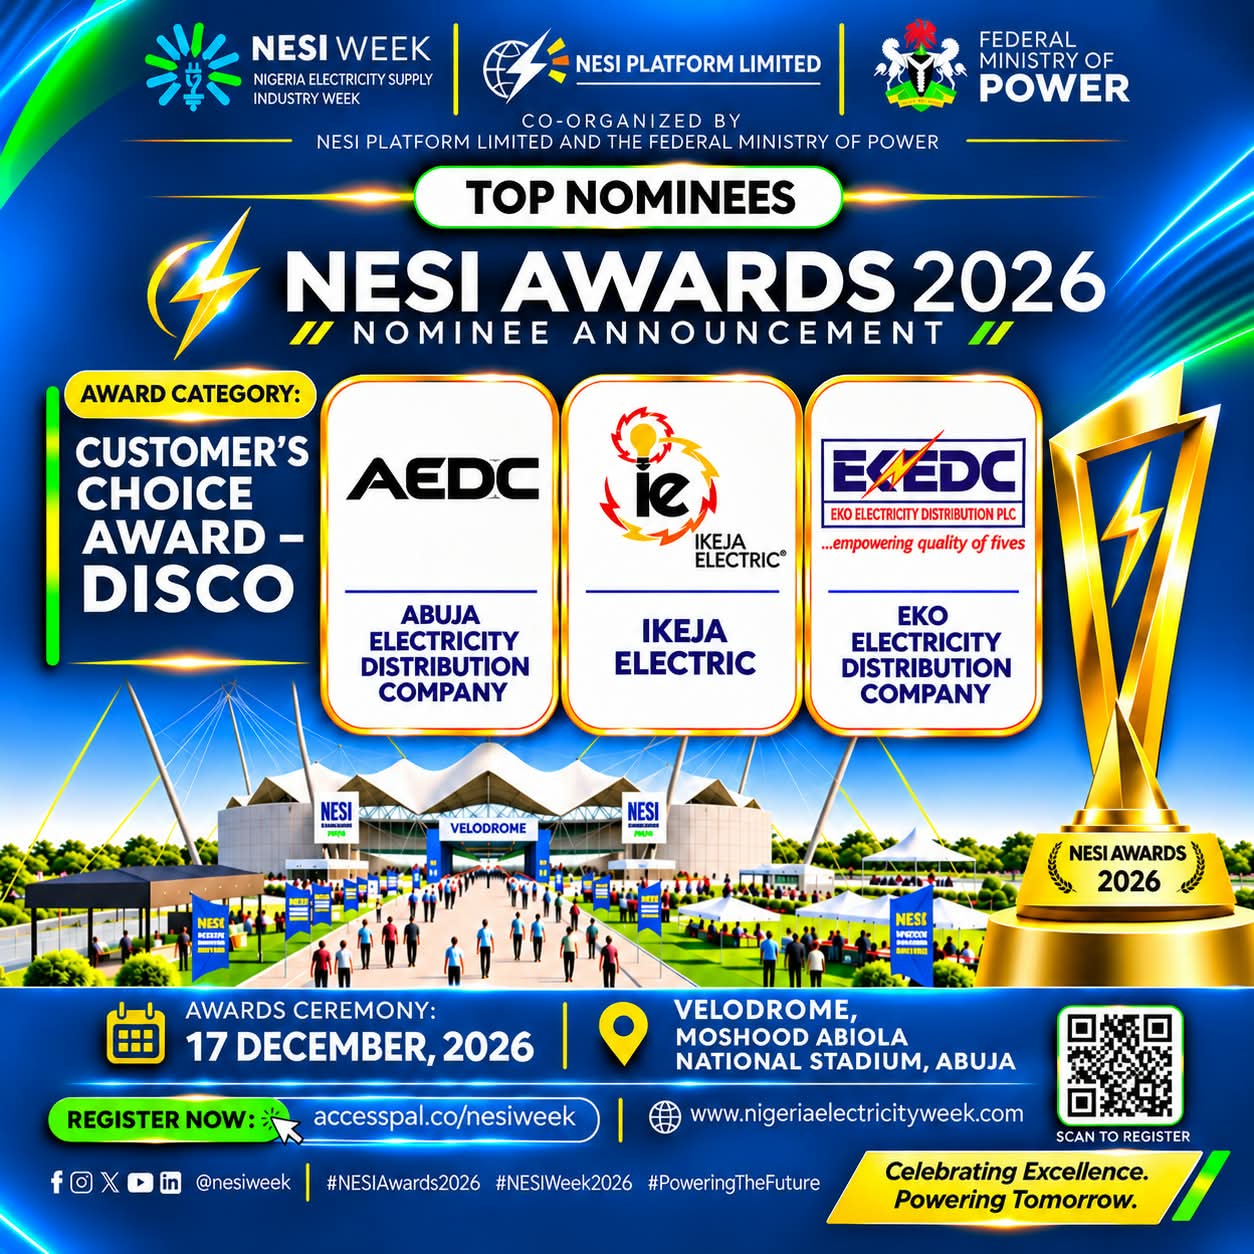 NESI WEEK
NIGERIA ELECTRICITY SUPPLY
INDUSTRY WEEK
NESI PLATFORM LIMITED
FEDERAL
MINISTRY OF
POWER
CO-ORGANIZED BY
NESI PLATFORM LIMITED AND THE FEDERAL MINISTRY OF POWER
TOP NOMINEES
NESI AWARDS 2026
NOMINEE ANNOUNCEMENT
AWARD CATEGORY:
CUSTOMER'S
CHOICE
AWARD –
DISCO
AEDC
ABUJA
ELECTRICITY
DISTRIBUTION
COMPANY
ie
IKEJA
ELECTRIC®
IKEJA
ELECTRIC
EKEDC
EKO ELECTRICITY DISTRIBUTION PLC
...empowering quality of fives
EKO
ELECTRICITY
DISTRIBUTION
COMPANY
NESI
NESI
VELODROME
NESI
NESI
NESI AWARDS
2026
AWARDS CEREMONY:
17 DECEMBER, 2026
VELODROME,
MOSHOOD ABIOLA
NATIONAL STADIUM, ABUJA
REGISTER NOW:
accesspal.co/nesiweek
www.nigeriaelectricityweek.com
SCAN TO REGISTER
@nesiweek
#NESIAwards2026 #NESIWeek2026 #PoweringTheFuture
Celebrating Excellence.
Powering Tomorrow.